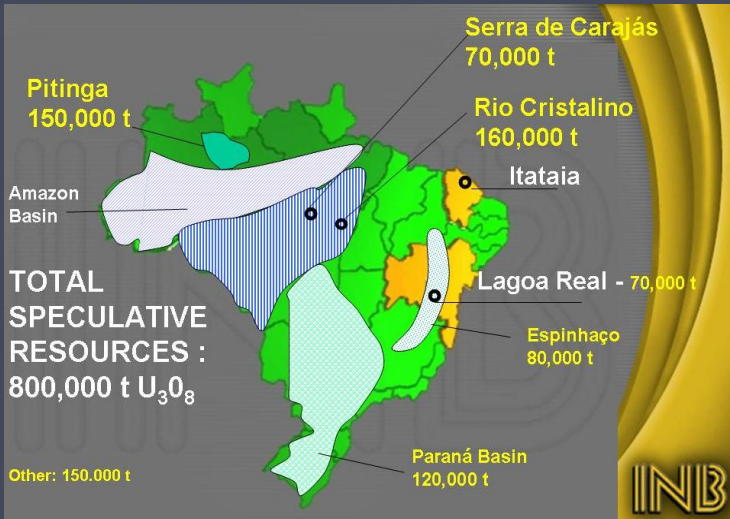 Serra de Carajás
70,000 t
Pitinga
150,000 t
Rio Cristalino
160,000 t
Itataia
Amazon
Basin
TOTAL
SPECULATIVE
RESOURCES :
800,000 t U₃0₈
Lagoa Real - 70,000 t
Espinhaço
80,000 t
Paraná Basin
120,000 t
Other: 150.000 t
INB